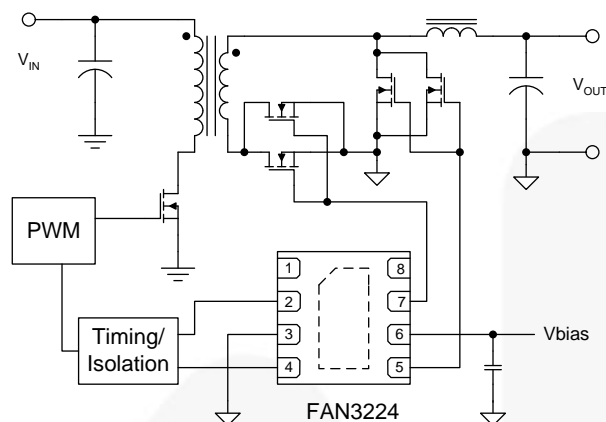 V_IN
V_OUT
PWM
1
8
2
7
Timing/
Isolation
3
6
Vbias
4
5
FAN3224